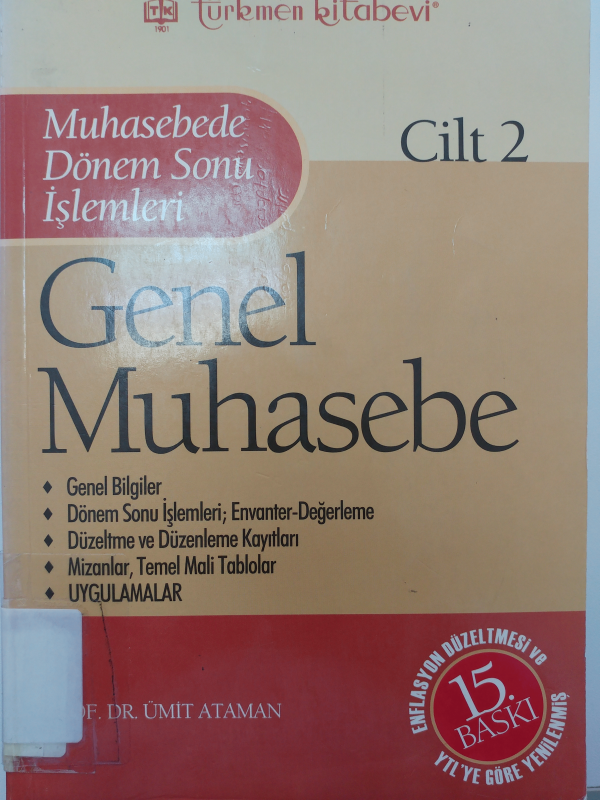 TK
1901
türkmen kitabevi®
Muhasebede
Dönem Sonu
İşlemleri
Cilt 2
Genel
Muhasebe
♦ Genel Bilgiler
♦ Dönem Sonu İşlemleri; Envanter-Değerleme
♦ Düzeltme ve Düzenleme Kayıtları
♦ Mizanlar, Temel Mali Tablolar
♦ UYGULAMALAR
OF. DR. ÜMİT ATAMAN
ENFLASYON DÜZELTMESİ ve
15.
BASKI
YTL'YE GÖRE YENİLENMİŞ